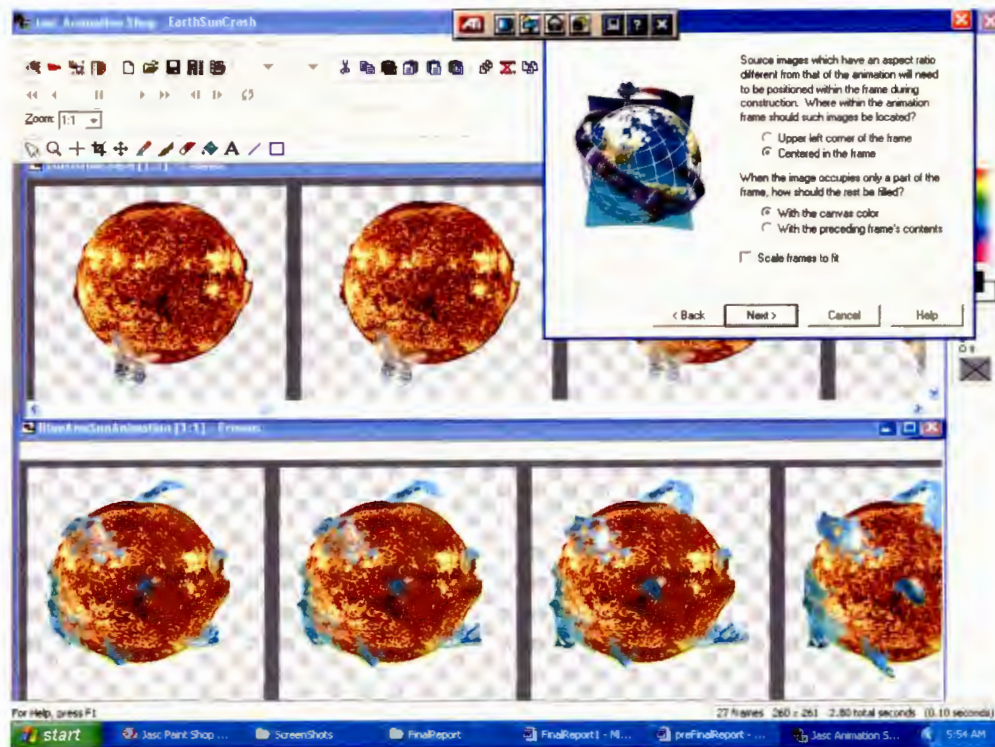 Jasc Animation Shop - EarthSunCrash
ATI
Zoom: 1:1
Source images which have an aspect ratio
different from that of the animation will need
to be positioned within the frame during
construction. Where within the animation
frame should such images be located?
Upper left corner of the frame
Centered in the frame
When the image occupies only a part of the
frame, how should the rest be filled?
With the canvas color
With the preceding frame's contents
Scale frames to fit
< Back
Next >
Cancel
Help
BlueArmSunAnimation [1:1] - Frames
For Help, press F1
27 frames 260 x 261 2.80 total seconds (0.10 seconds)
start
Jasc Paint Shop ...
ScreenShots
FinalReport
FinalReport1 - Mi...
preFinalReport - ...
Jasc Animation S...
5:54 AM